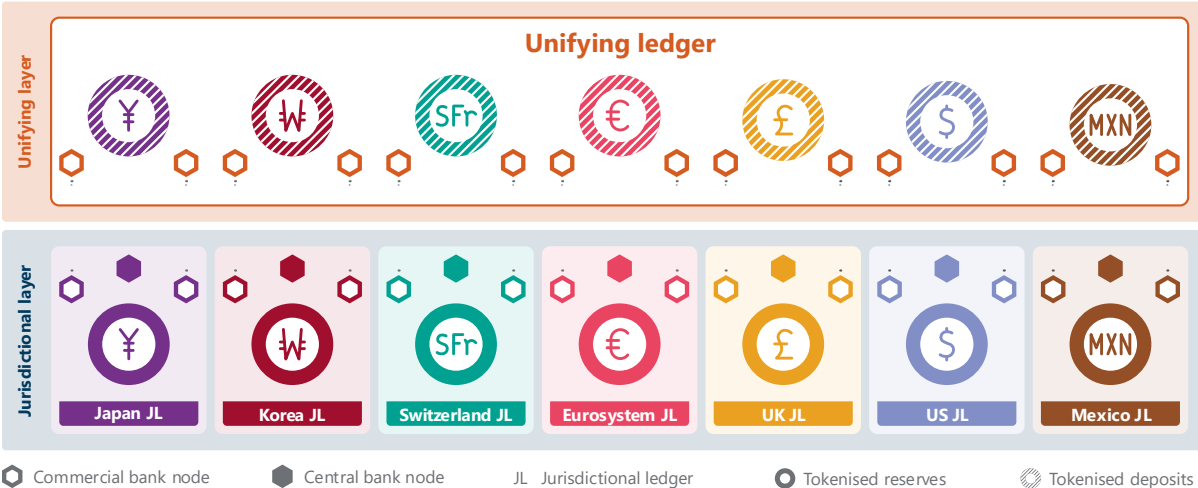 Unifying layer
Unifying ledger
¥ ₩ SFr € £ $ MXN
Jurisdictional layer
¥ ₩ SFr € £ $ MXN
Japan JL Korea JL Switzerland JL Eurosystem JL UK JL US JL Mexico JL
Commercial bank node Central bank node JL Jurisdictional ledger Tokenised reserves Tokenised deposits